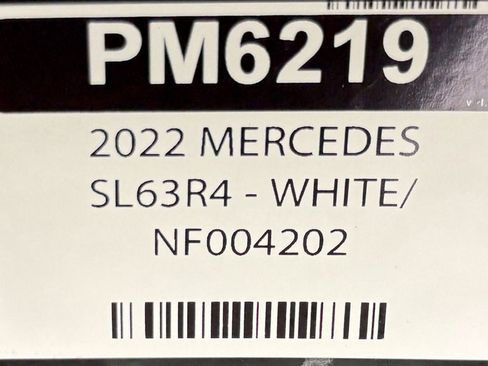 PM6219
2022 MERCEDES
SL63R4 - WHITE/
NF004202